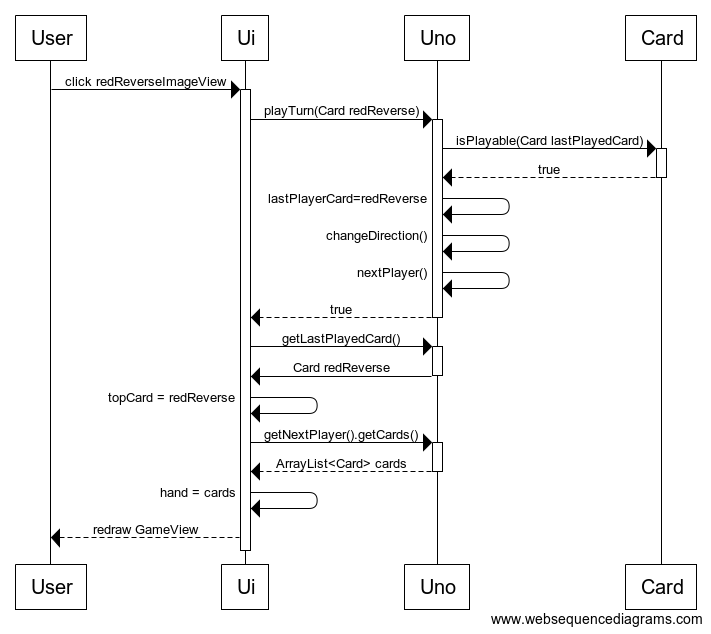 User Ui Uno Card
click redReverseImageView
playTurn(Card redReverse)
isPlayable(Card lastPlayedCard)
true
lastPlayerCard=redReverse
changeDirection()
nextPlayer()
true
getLastPlayedCard()
Card redReverse
topCard = redReverse
getNextPlayer().getCards()
ArrayList<Card> cards
hand = cards
redraw GameView
User Ui Uno Card
www.websequencediagrams.com